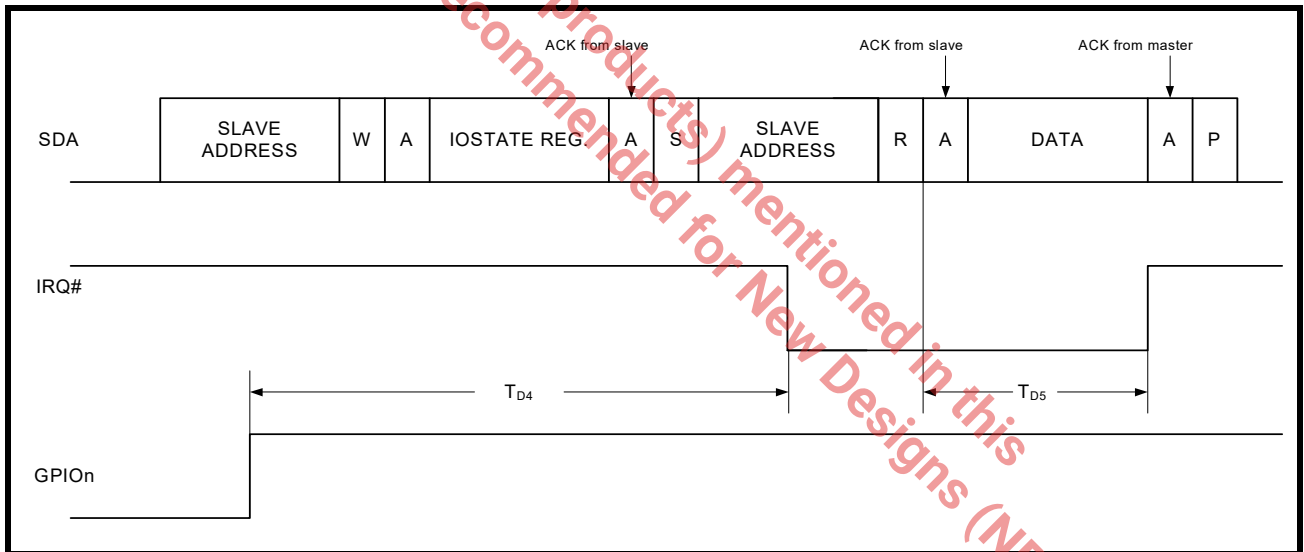 ACK from slave
ACK from slave
ACK from master
SDA
SLAVE
ADDRESS
W
A
IOSTATE REG.
A
S
SLAVE
ADDRESS
R
A
DATA
A
P
IRQ#
TD4
TD5
GPIOn
products) mentioned in this
ecommended for New Designs